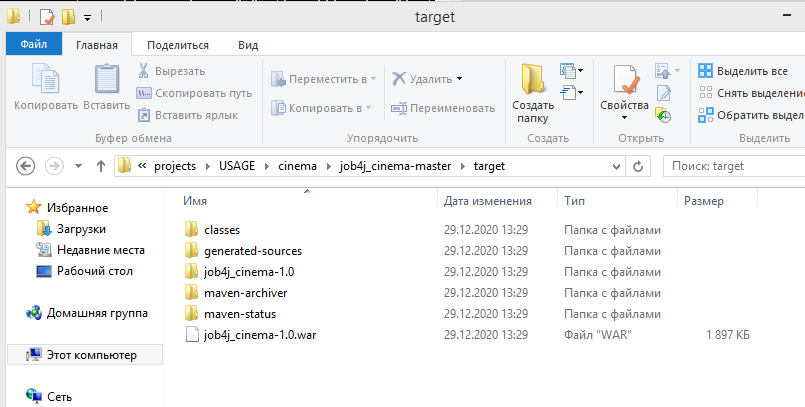 target
Файл Главная Поделиться Вид
Копировать
Вставить
Вырезать
Скопировать путь
Вставить ярлык
Буфер обмена
Переместить в
Копировать в
Удалить
Переименовать
Упорядочить
Создать
папку
Создать
Свойства
Открыть
Выделить все
Снять выделение
Обратить выдел
Выделить
« projects USAGE cinema job4j_cinema-master target
Поиск: target
Избранное
Загрузки
Недавние места
Рабочий стол
Домашняя группа
Этот компьютер
Сеть
Имя Дата изменения Тип Размер
classes 29.12.2020 13:29 Папка с файлами
generated-sources 29.12.2020 13:29 Папка с файлами
job4j_cinema-1.0 29.12.2020 13:29 Папка с файлами
maven-archiver 29.12.2020 13:29 Папка с файлами
maven-status 29.12.2020 13:29 Папка с файлами
job4j_cinema-1.0.war 29.12.2020 13:29 Файл "WAR" 1 897 КБ